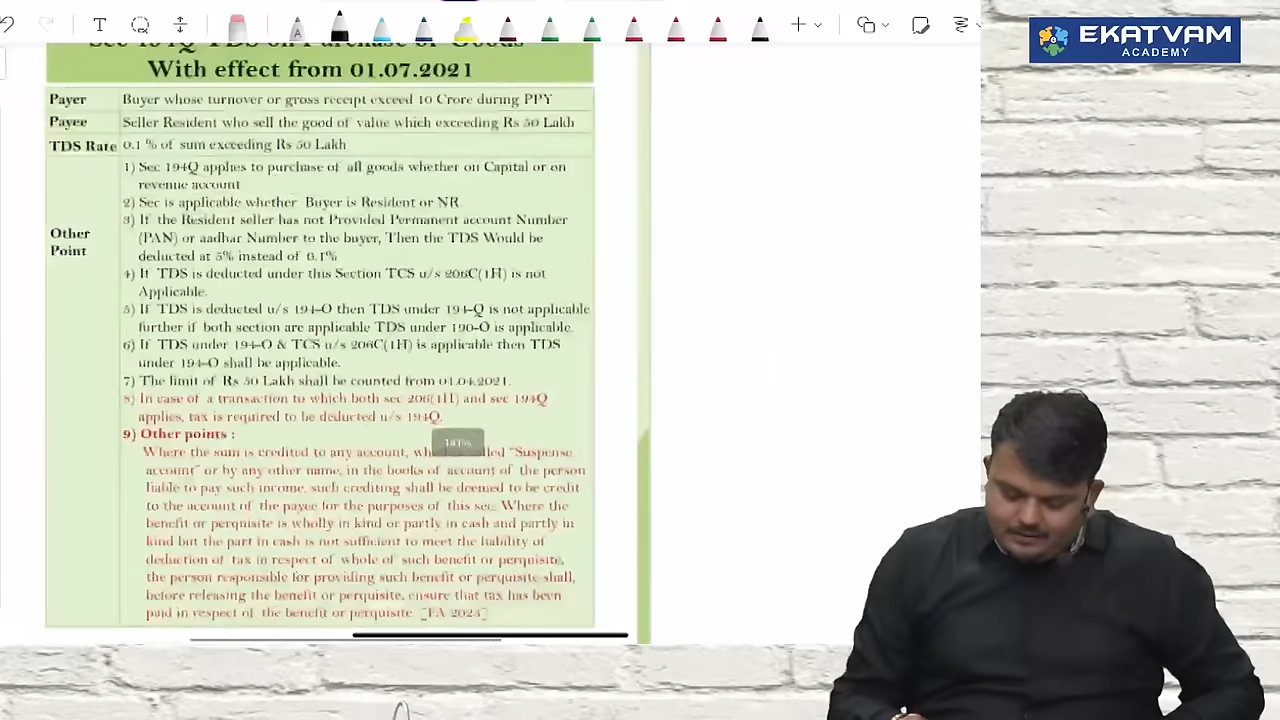 EKATVAM
ACADEMY
Sec 194Q TDS on Purchase of Goods
With effect from 01.07.2021
Payer Buyer whose turnover or gross receipt exceed 10 Crore during PPY
Payee Seller Resident who sell the good of value which exceeding Rs 50 Lakh
TDS Rate 0.1 % of sum exceeding Rs 50 Lakh
Other Point
1) Sec 194Q applies to purchase of all goods whether on Capital or on
revenue account
2) Sec is applicable whether Buyer is Resident or NR.
3) If the Resident seller has not Provided Permanent account Number
(PAN) or aadhar Number to the buyer, Then the TDS Would be
deducted at 5% instead of 0.1%
4) If TDS is deducted under this Section TCS u/s 206C(1H) is not
Applicable.
5) If TDS is deducted u/s 194-O then TDS under 194-Q is not applicable
further if both section are applicable TDS under 190-O is applicable.
6) If TDS under 194-O & TCS u/s 206C(1H) is applicable then TDS
under 194-O shall be applicable.
7) The limit of Rs 50 Lakh shall be counted from 01.04.2021.
8) In case of a transaction to which both sec 206(1H) and sec 194Q
applies, tax is required to be deducted u/s 194Q.
9) Other points :
141%
Where the sum is credited to any account, "Suspense
account" or by any other name, in the books of account of the person
liable to pay such income, such crediting shall be deemed to be credit
to the account of the payee for the purposes of this sec. Where the
benefit or perquisite is wholly in kind or partly in cash and partly in
kind but the part in cash is not sufficient to meet the liability of
deduction of tax in respect of whole of such benefit or perquisite,
the person responsible for providing such benefit or perquisite shall,
before releasing the benefit or perquisite, ensure that tax has been
paid in respect of the benefit or perquisite. [FA 2023]